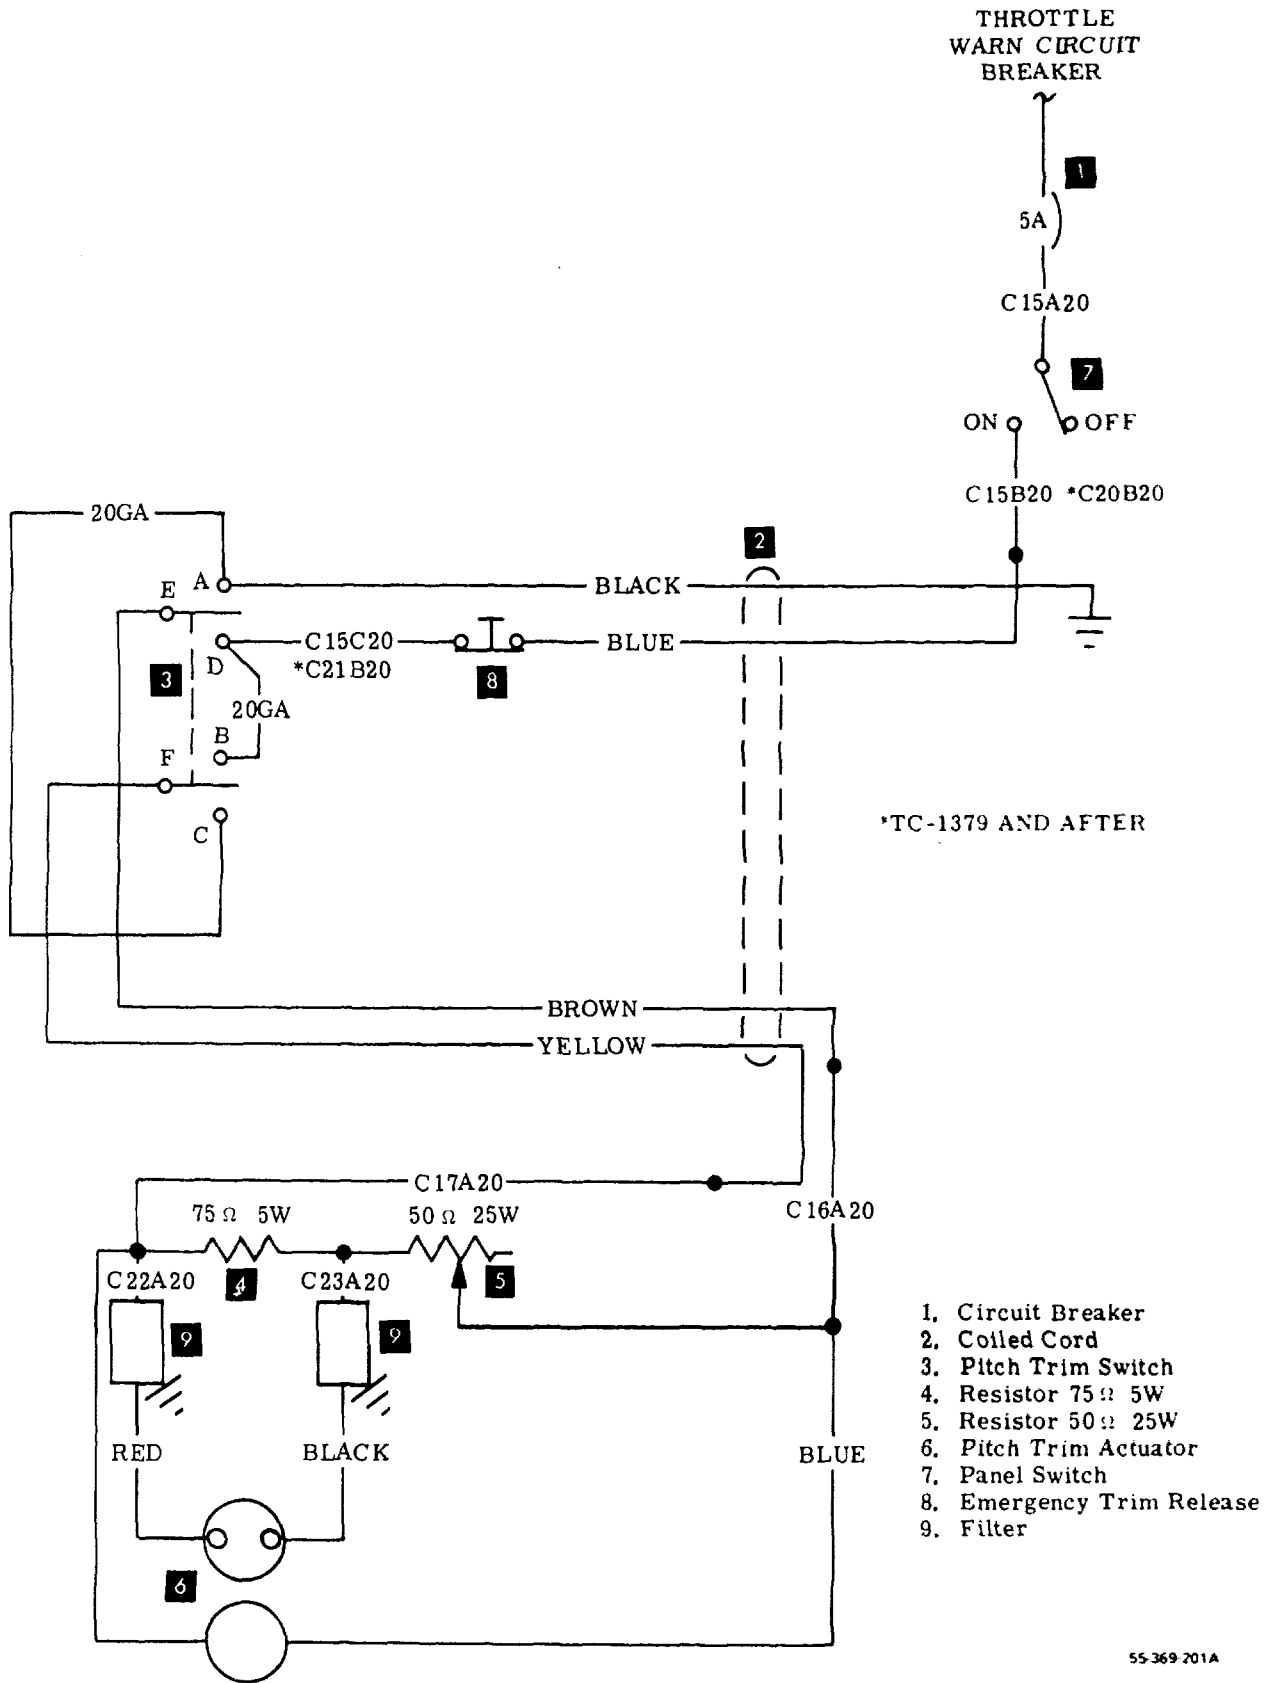 THROTTLE
WARN CIRCUIT
BREAKER
1
5A
C15A20
7
ON OFF
C15B20 *C20B20
20GA
2
A
BLACK
E
C15C20
BLUE
D
*C21B20
3
8
20GA
B
F
*TC-1379 AND AFTER
C
BROWN
YELLOW
C17A20
C16A20
75 Ω 5W
50 Ω 25W
C22A20
4
C23A20
5
9
9
RED
BLACK
BLUE
6
1. Circuit Breaker
2. Coiled Cord
3. Pitch Trim Switch
4. Resistor 75 Ω 5W
5. Resistor 50 Ω 25W
6. Pitch Trim Actuator
7. Panel Switch
8. Emergency Trim Release
9. Filter
55-369-201A